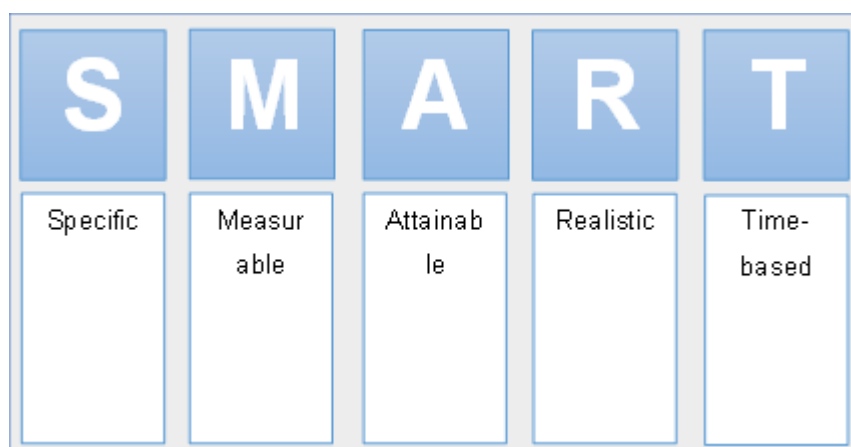 S M A R T
Specific
Measur
able
Attainab
le
Realistic
Time-
based